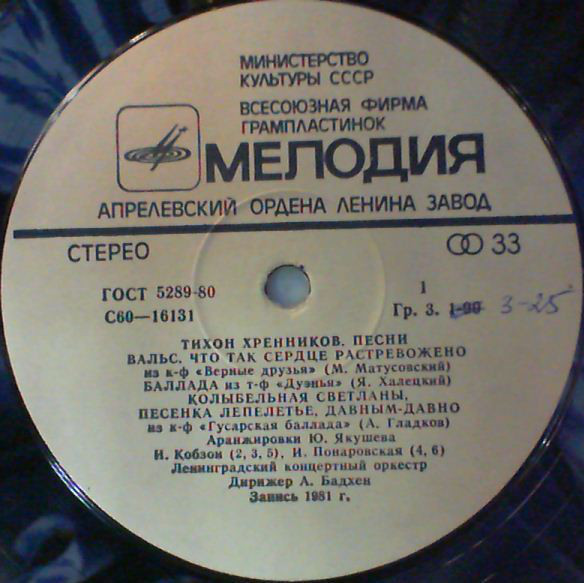 МИНИСТЕРСТВО
КУЛЬТУРЫ СССР
ВСЕСОЮЗНАЯ ФИРМА
ГРАМПЛАСТИНОК
МЕЛОДИЯ
АПРЕЛЕВСКИЙ ОРДЕНА ЛЕНИНА ЗАВОД
СТЕРЕО 33
ГОСТ 5289-80 1
С60—16131 Гр. 3. 1-90 3-25
ТИХОН ХРЕННИКОВ. ПЕСНИ
ВАЛЬС. ЧТО ТАК СЕРДЦЕ РАСТРЕВОЖЕНО
из к-ф «Верные друзья» (М. Матусовский)
БАЛЛАДА из т-ф «Дуэнья» (Я. Халецкий)
КОЛЫБЕЛЬНАЯ СВЕТЛАНЫ,
ПЕСЕНКА ЛЕПЕЛЕТЬЕ, ДАВНЫМ-ДАВНО
из к-ф «Гусарская баллада» (А. Гладков)
Аранжировки Ю. Якушева
И. Кобзон (2, 3, 5), И. Понаровская (4, 6)
Ленинградский концертный оркестр
Дирижер А. Бадхен
Запись 1981 г.